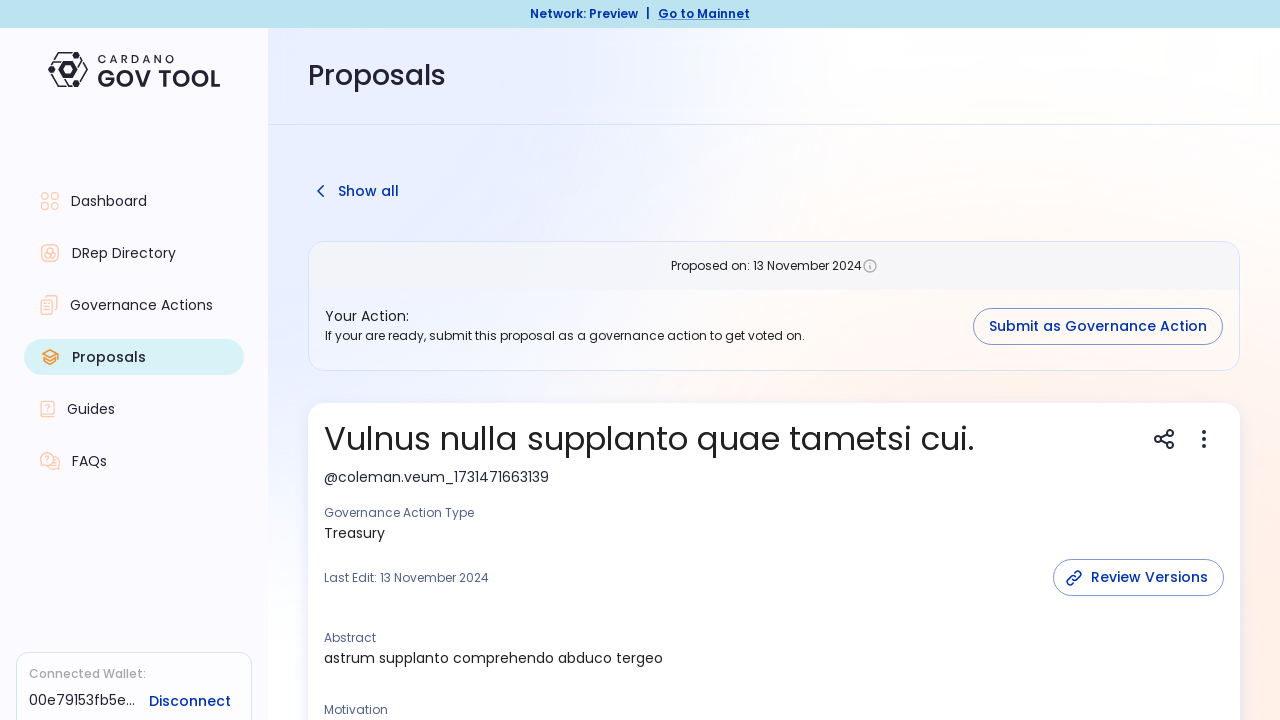 Network: Preview | Go to Mainnet
CARDANO
GOV TOOL
Proposals
Dashboard
DRep Directory
Governance Actions
Proposals
Guides
FAQs
Connected Wallet:
00e79153fb5e... Disconnect
Show all
Proposed on: 13 November 2024
Your Action:
If your are ready, submit this proposal as a governance action to get voted on.
Submit as Governance Action
Vulnus nulla supplanto quae tametsi cui.
@coleman.veum_1731471663139
Governance Action Type
Treasury
Last Edit: 13 November 2024
Review Versions
Abstract
astrum supplanto comprehendo abduco tergeo
Motivation